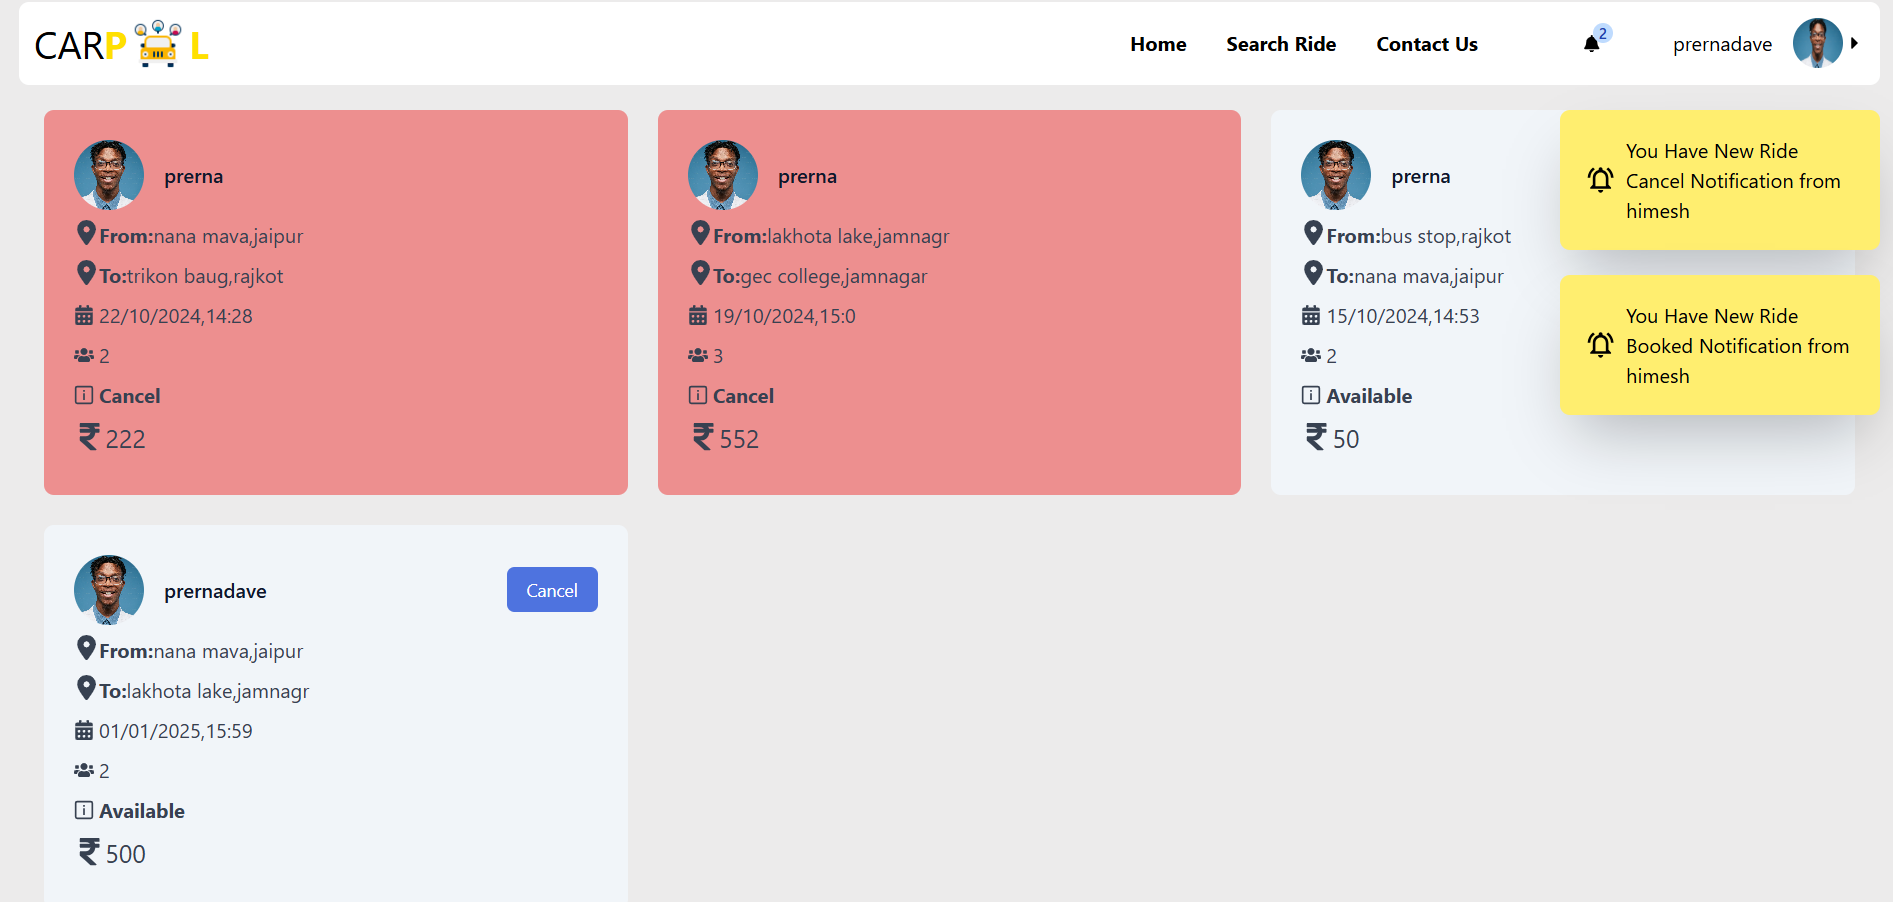 CARP L
Home
Search Ride
Contact Us
2
prernadave
prerna
From:nana mava,jaipur
To:trikon baug,rajkot
22/10/2024,14:28
2
Cancel
₹ 222
prerna
From:lakhota lake,jamnagr
To:gec college,jamnagar
19/10/2024,15:0
3
Cancel
₹ 552
prerna
From:bus stop,rajkot
To:nana mava,jaipur
15/10/2024,14:53
2
Available
₹ 50
You Have New Ride
Cancel Notification from
himesh
You Have New Ride
Booked Notification from
himesh
prernadave
Cancel
From:nana mava,jaipur
To:lakhota lake,jamnagr
01/01/2025,15:59
2
Available
₹ 500